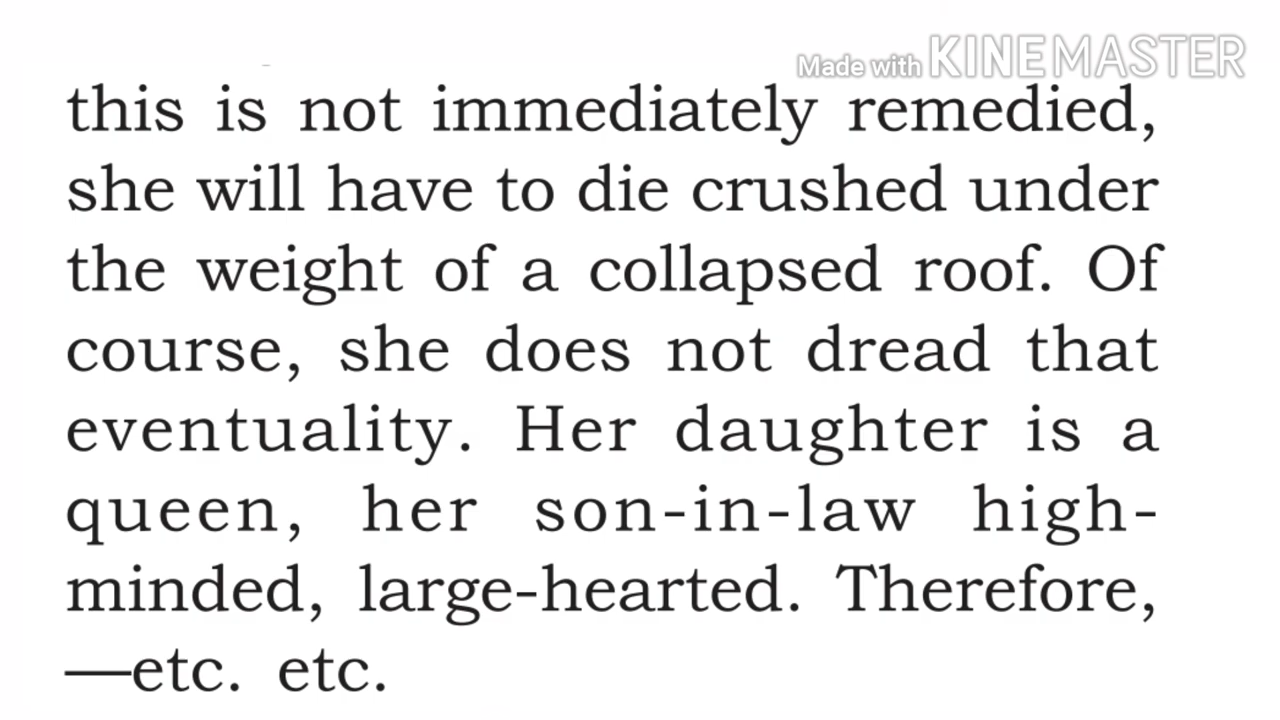 Made with KINEMASTER
this is not immediately remedied,
she will have to die crushed under
the weight of a collapsed roof. Of
course, she does not dread that
eventuality. Her daughter is a
queen, her son-in-law high-
minded, large-hearted. Therefore,
—etc. etc.